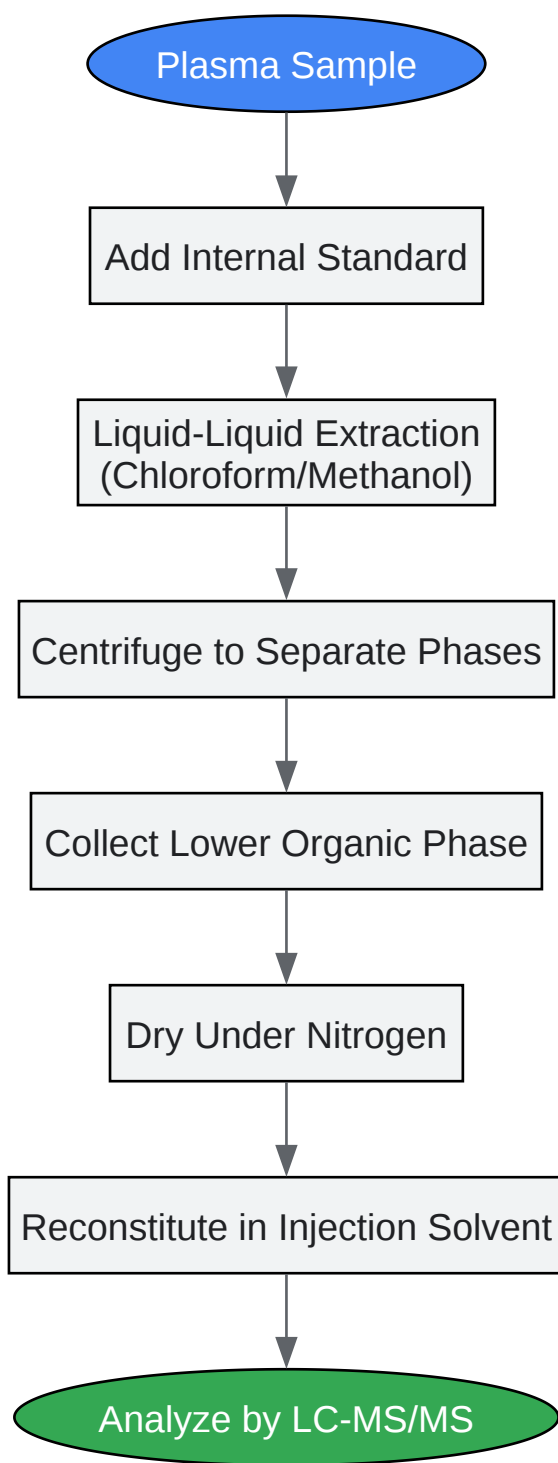 Plasma Sample
Add Internal Standard
Liquid-Liquid Extraction
(Chloroform/Methanol)
Centrifuge to Separate Phases
Collect Lower Organic Phase
Dry Under Nitrogen
Reconstitute in Injection Solvent
Analyze by LC-MS/MS